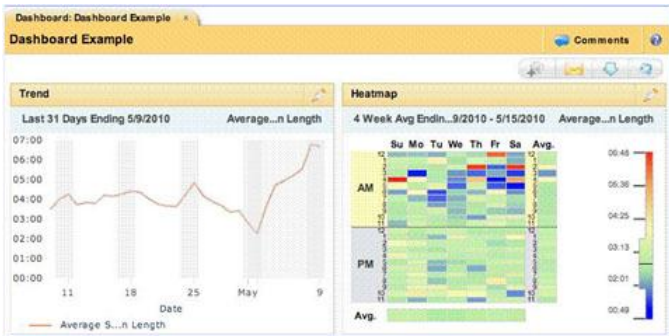 Dashboard: Dashboard Example ×
Dashboard Example
Comments
Trend
Last 31 Days Ending 5/9/2010 Average...n Length
07:00
06:00
05:00
04:00
03:00
02:00
01:00
00:00
11 18 25 May 9
Date
Average S...n Length
Heatmap
4 Week Avg Endin...9/2010 - 5/15/2010 Average...n Length
Su Mo Tu We Th Fr Sa Avg.
AM
PM
Avg.
06:48
05:36
04:25
03:13
02:01
00:49